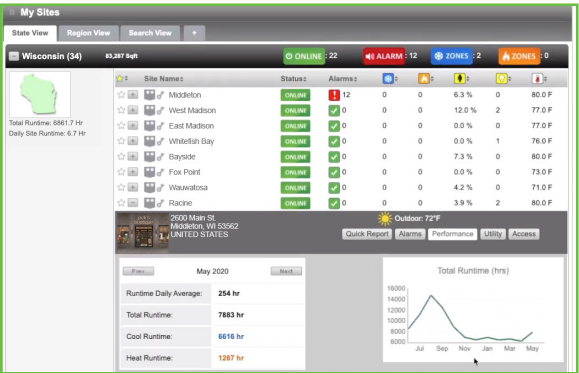 My Sites
State View Region View Search View +
Wisconsin (34) 83,287 Sqft ONLINE : 22 ALARM : 12 ZONES : 2 ZONES : 0
Site Name Status Alarms
Total Runtime: 6861.7 Hr
Daily Site Runtime: 6.7 Hr
Middleton ONLINE 12 0 0 6.3 % 0 80.0 F
West Madison ONLINE 0 0 0 12.0 % 2 77.0 F
East Madison ONLINE 0 0 0 0.0 % 0 77.0 F
Whitefish Bay ONLINE 0 0 0 0.0 % 1 76.0 F
Bayside ONLINE 0 0 0 7.3 % 0 80.0 F
Fox Point ONLINE 0 0 0 0.0 % 0 73.0 F
Wauwatosa ONLINE 0 0 0 4.2 % 0 71.0 F
Racine ONLINE 0 0 0 3.9 % 2 80.0 F
2600 Main St.
Middleton, WI 53562
UNITED STATES
Outdoor: 72°F
Quick Report Alarms Performance Utility Access
Prev May 2020 Next
Runtime Daily Average: 254 hr
Total Runtime: 7883 hr
Cool Runtime: 6616 hr
Heat Runtime: 1267 hr
Total Runtime (hrs)
16000
14000
12000
10000
8000
6000
Jul Sep Nov Jan Mar May